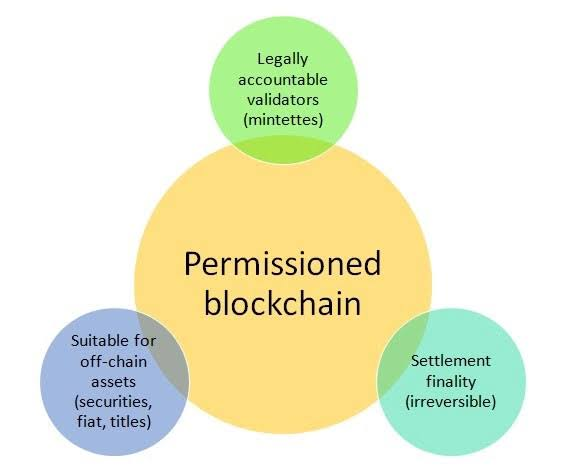 Legally
accountable
validators
(mintettes)
Permissioned
blockchain
Suitable for
off-chain
assets
(securities,
fiat, titles)
Settlement
finality
(irreversible)